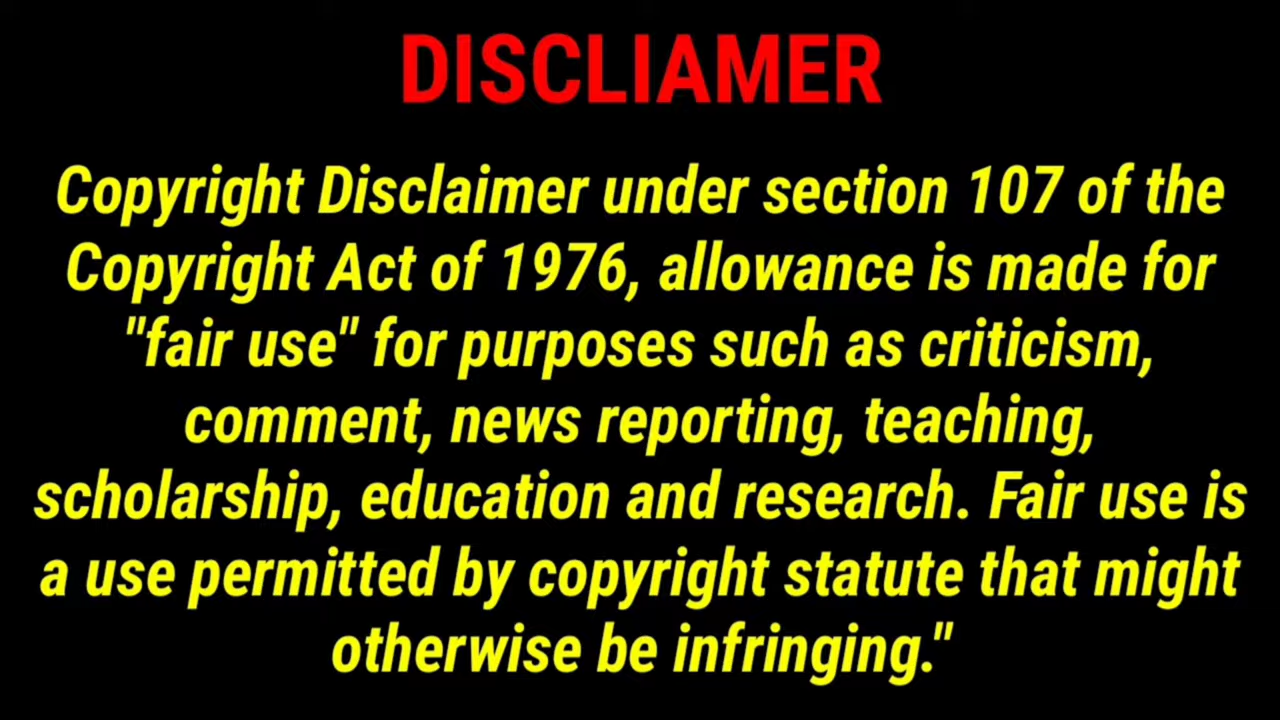 DISCLIAMER
Copyright Disclaimer under section 107 of the
Copyright Act of 1976, allowance is made for
"fair use" for purposes such as criticism,
comment, news reporting, teaching,
scholarship, education and research. Fair use is
a use permitted by copyright statute that might
otherwise be infringing."